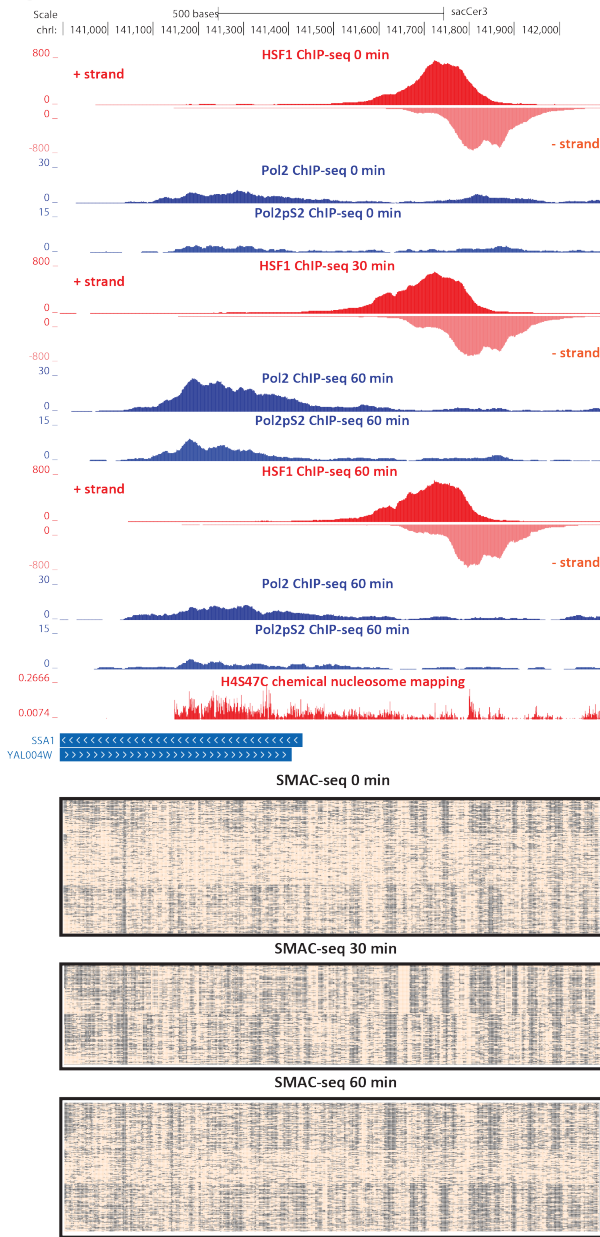 Scale 500 bases sacCer3
chrI: 141,000 141,100 141,200 141,300 141,400 141,500 141,600 141,700 141,800 141,900 142,000
HSF1 ChIP-seq 0 min
800
+ strand
0
0
- strand
-800
30
Pol2 ChIP-seq 0 min
0
15
Pol2pS2 ChIP-seq 0 min
0
800
HSF1 ChIP-seq 30 min
+ strand
0
0
- strand
-800
30
Pol2 ChIP-seq 60 min
0
15
Pol2pS2 ChIP-seq 60 min
0
800
HSF1 ChIP-seq 60 min
+ strand
0
0
- strand
-800
30
Pol2 ChIP-seq 60 min
0
15
Pol2pS2 ChIP-seq 60 min
0
0.2666
H4S47C chemical nucleosome mapping
0.0074
SSA1
YAL004W
SMAC-seq 0 min
SMAC-seq 30 min
SMAC-seq 60 min